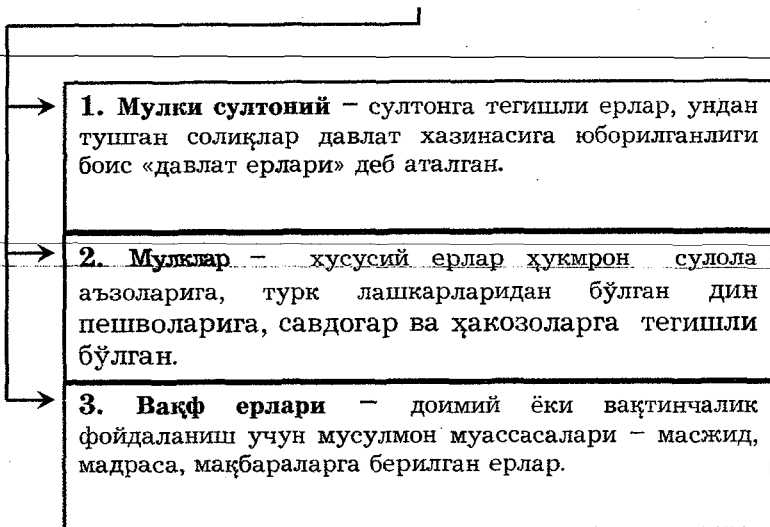 1. Мулки султоний – султонга тегишли ерлар, ундан
тушган солиқлар давлат хазинасига юборилганлиги
боис «давлат ерлари» деб аталган.
2. Мулклар – хусусий ерлар ҳукмрон сулола
аъзоларига, турк лашкарларидан бўлган дин
пешволарига, савдогар ва ҳакозоларга тегишли
бўлган.
3. Вақф ерлари – доимий ёки вақтинчалик
фойдаланиш учун мусулмон муассасалари – масжид,
мадраса, мақбараларга берилган ерлар.